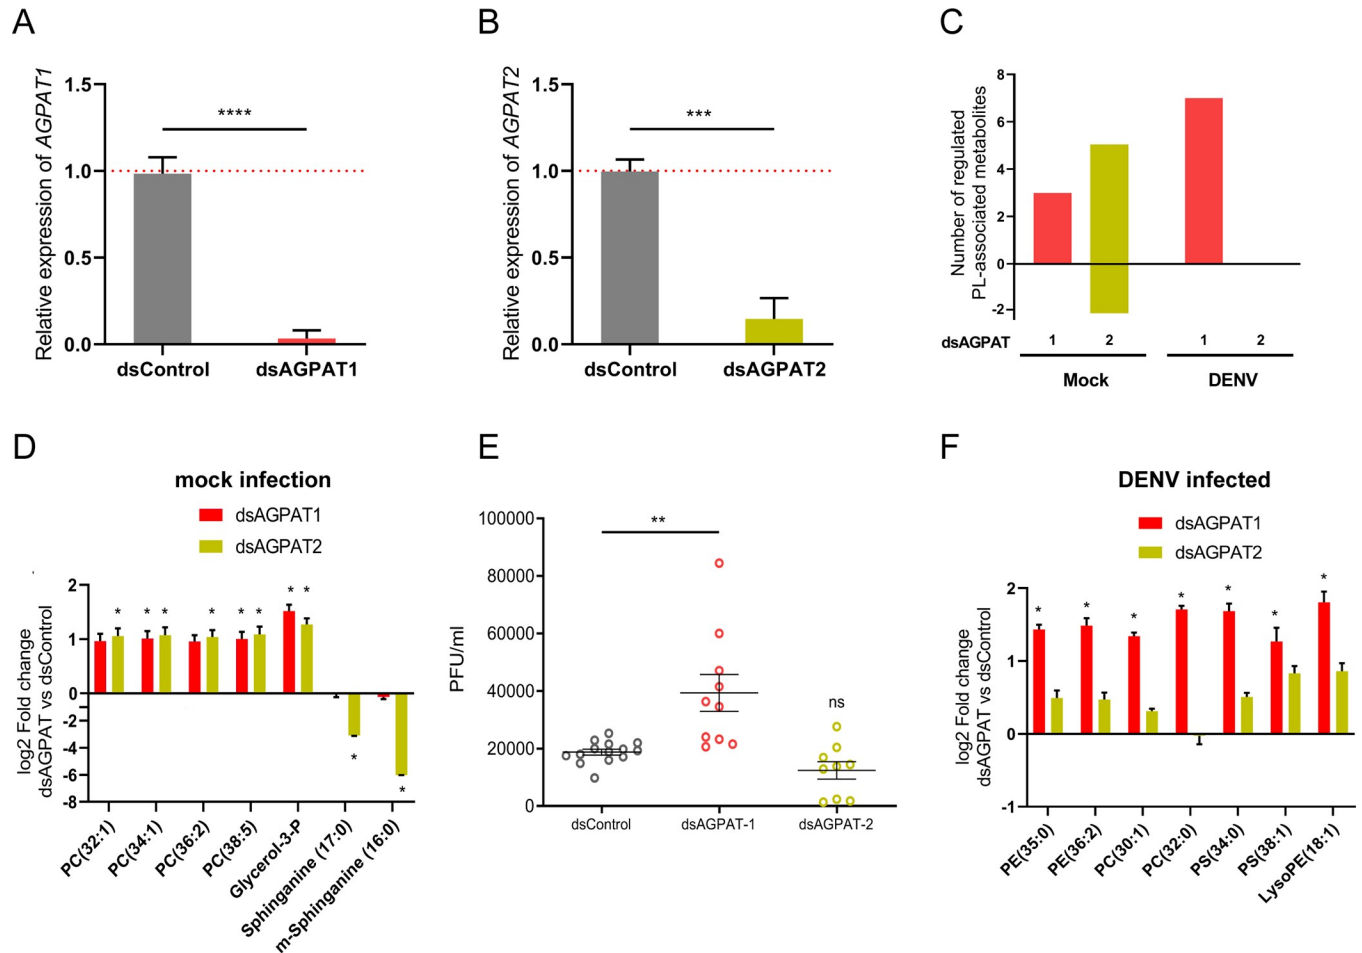 A
Relative expression of AGPAT1
1.5
1.0
0.5
0.0
****
dsControl
dsAGPAT1
B
Relative expression of AGPAT2
1.5
1.0
0.5
0.0
***
dsControl
dsAGPAT2
C
Number of regulated
PL-associated metabolites
8
6
4
2
0
-2
dsAGPAT 1 2 1 2
Mock DENV
D
mock infection
dsAGPAT1
dsAGPAT2
log2 Fold change
dsAGPAT vs dsControl
2
1
0
-2
-4
-6
-8
* * * * * * * *
* *
PC(32:1)
PC(34:1)
PC(36:2)
PC(38:5)
Glycerol-3-P
Sphinganine (17:0)
m-Sphinganine (16:0)
E
PFU/ml
100000
80000
60000
40000
20000
0
**
ns
dsControl
dsAGPAT-1
dsAGPAT-2
F
DENV infected
dsAGPAT1
dsAGPAT2
log2 Fold change
dsAGPAT vs dsControl
2
1
0
-1
* * * * * * *
PE(35:0)
PE(36:2)
PC(30:1)
PC(32:0)
PS(34:0)
PS(38:1)
LysoPE(18:1)